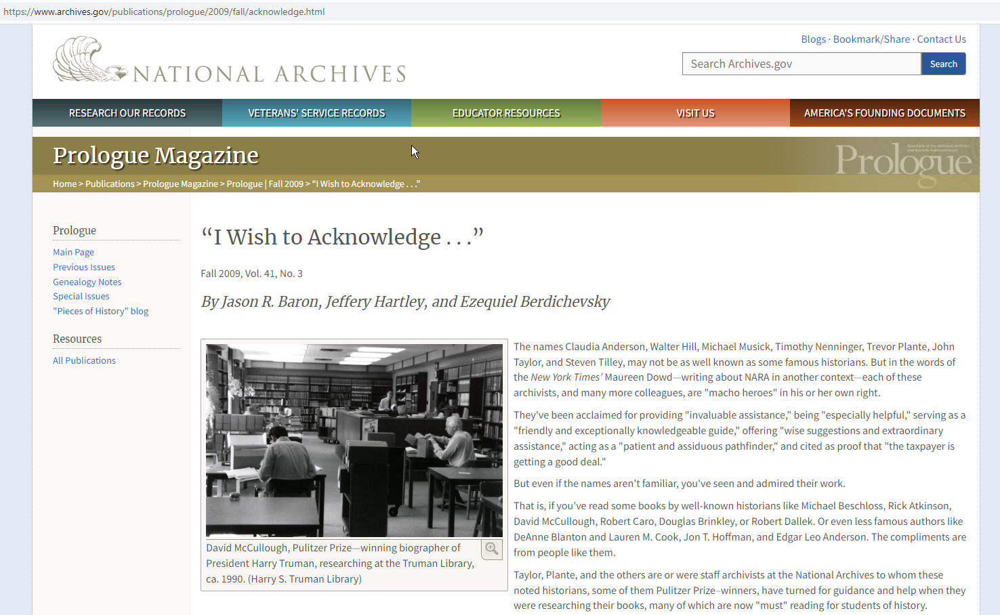 https://www.archives.gov/publications/prologue/2009/fall/acknowledge.html
Blogs · Bookmark/Share · Contact Us
NATIONAL ARCHIVES
Search Archives.gov
Search
RESEARCH OUR RECORDS
VETERANS' SERVICE RECORDS
EDUCATOR RESOURCES
VISIT US
AMERICA'S FOUNDING DOCUMENTS
Prologue Magazine
Quarterly of the National Archives
and Records Administration
Prologue
Home > Publications > Prologue Magazine > Prologue | Fall 2009 > “I Wish to Acknowledge . . .”
Prologue
Main Page
Previous Issues
Genealogy Notes
Special Issues
"Pieces of History" blog
Resources
All Publications
“I Wish to Acknowledge . . .”
Fall 2009, Vol. 41, No. 3
By Jason R. Baron, Jeffery Hartley, and Ezequiel Berdichevsky
David McCullough, Pulitzer Prize—winning biographer of
President Harry Truman, researching at the Truman Library,
ca. 1990. (Harry S. Truman Library)
The names Claudia Anderson, Walter Hill, Michael Musick, Timothy Nenninger, Trevor Plante, John
Taylor, and Steven Tilley, may not be as well known as some famous historians. But in the words of
the New York Times’ Maureen Dowd—writing about NARA in another context—each of these
archivists, and many more colleagues, are "macho heroes" in his or her own right.
They've been acclaimed for providing "invaluable assistance," being "especially helpful," serving as a
"friendly and exceptionally knowledgeable guide," offering "wise suggestions and extraordinary
assistance," acting as a "patient and assiduous pathfinder," and cited as proof that "the taxpayer is
getting a good deal."
But even if the names aren't familiar, you've seen and admired their work.
That is, if you've read some books by well-known historians like Michael Beschloss, Rick Atkinson,
David McCullough, Robert Caro, Douglas Brinkley, or Robert Dallek. Or even less famous authors like
DeAnne Blanton and Lauren M. Cook, Jon T. Hoffman, and Edgar Leo Anderson. The compliments are
from people like them.
Taylor, Plante, and the others are or were staff archivists at the National Archives to whom these
noted historians, some of them Pulitzer Prize–winners, have turned for guidance and help when they
were researching their books, many of which are now "must" reading for students of history.